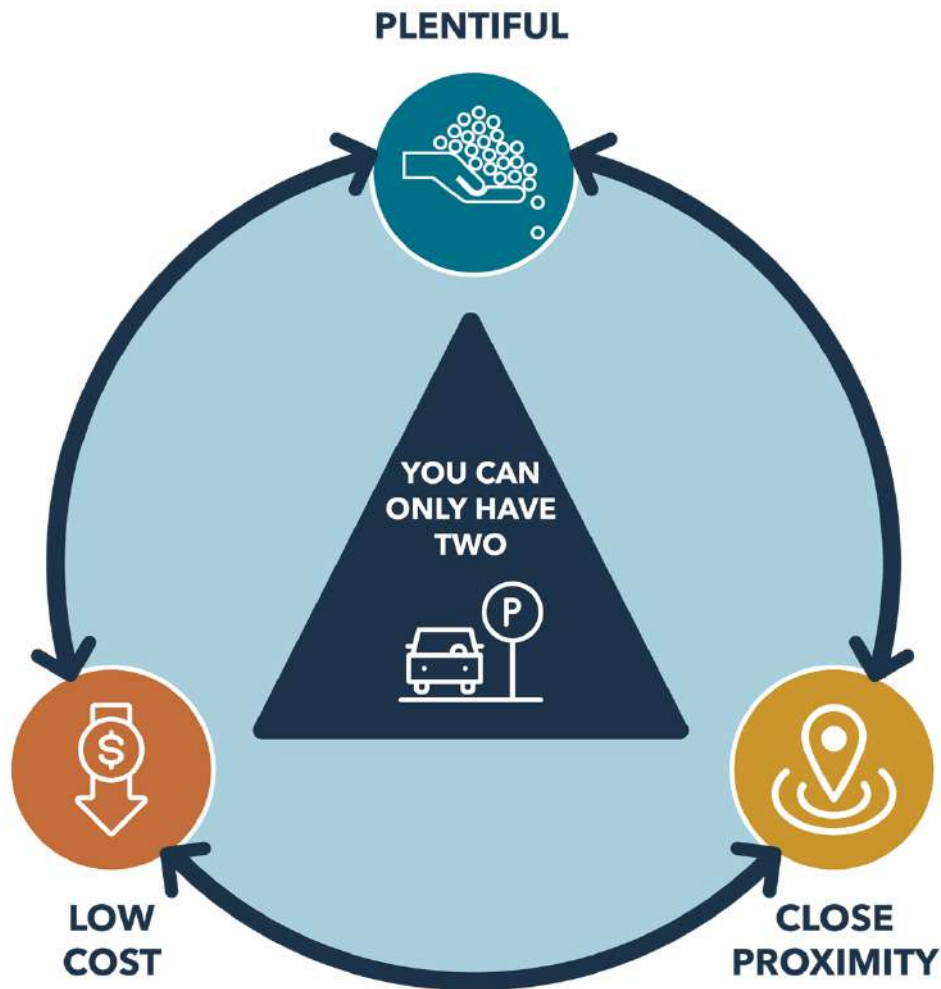 PLENTIFUL
YOU CAN
ONLY HAVE
TWO
P
$
LOW
COST
CLOSE
PROXIMITY